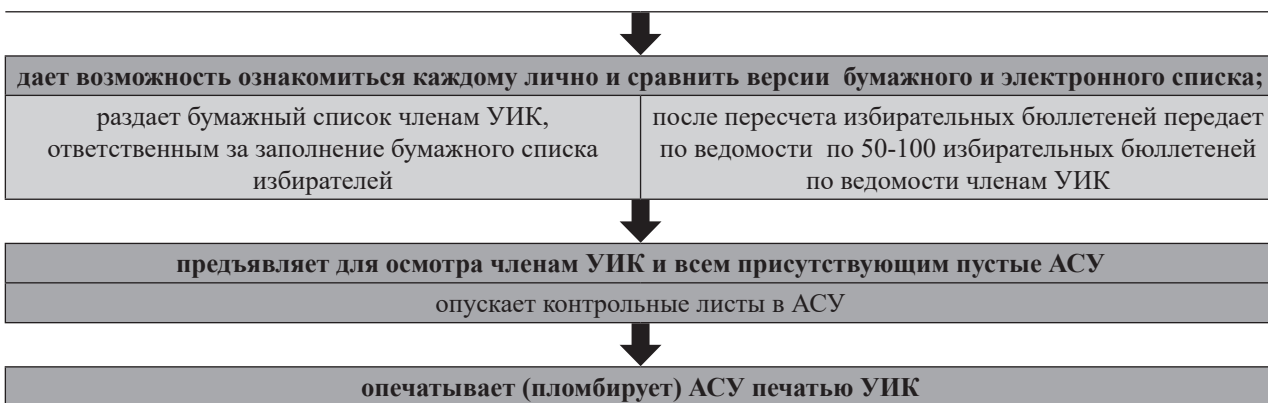 дает возможность ознакомиться каждому лично и сравнить версии бумажного и электронного списка;
раздает бумажный список членам УИК,
ответственным за заполнение бумажного списка
избирателей
после пересчета избирательных бюллетеней передает
по ведомости по 50-100 избирательных бюллетеней
по ведомости членам УИК
предъявляет для осмотра членам УИК и всем присутствующим пустые АСУ
опускает контрольные листы в АСУ
опечатывает (пломбирует) АСУ печатью УИК